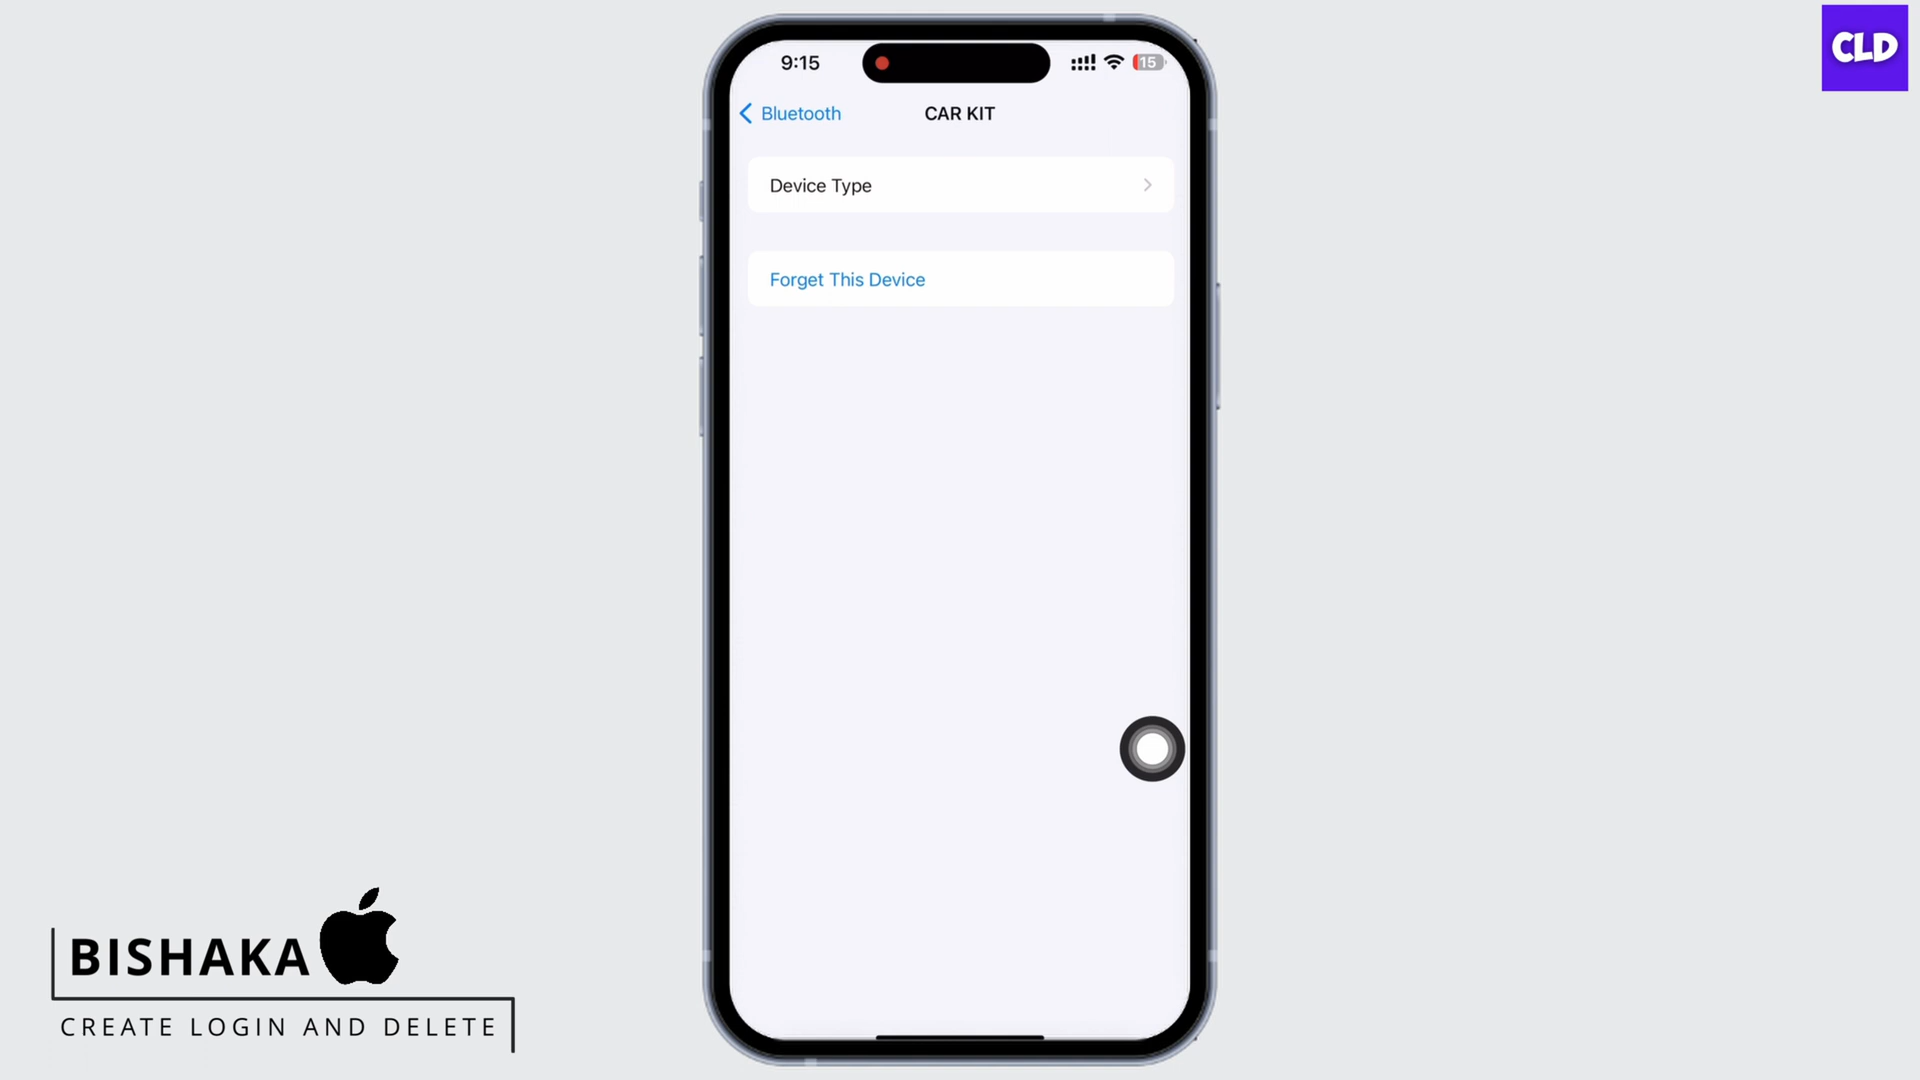 CLD
9:15
15
Bluetooth
CAR KIT
Device Type
Forget This Device
BISHAKA
CREATE LOGIN AND DELETE